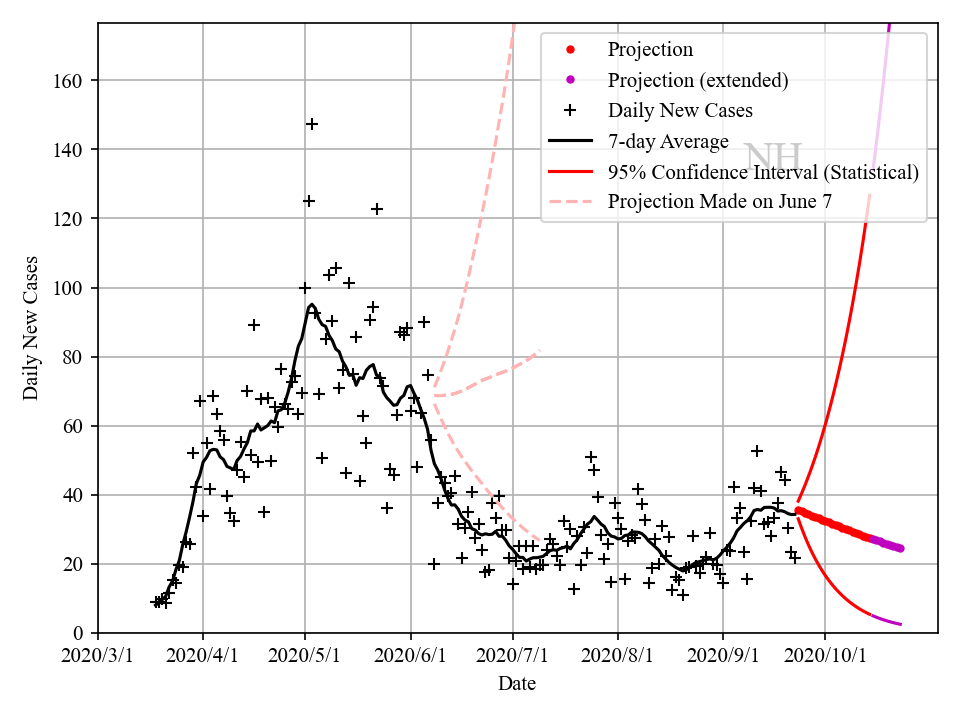 Projection
Projection (extended)
Daily New Cases
7-day Average
NH
95% Confidence Interval (Statistical)
Projection Made on June 7
Daily New Cases
160
140
120
100
80
60
40
20
0
2020/3/1 2020/4/1 2020/5/1 2020/6/1 2020/7/1 2020/8/1 2020/9/1 2020/10/1
Date